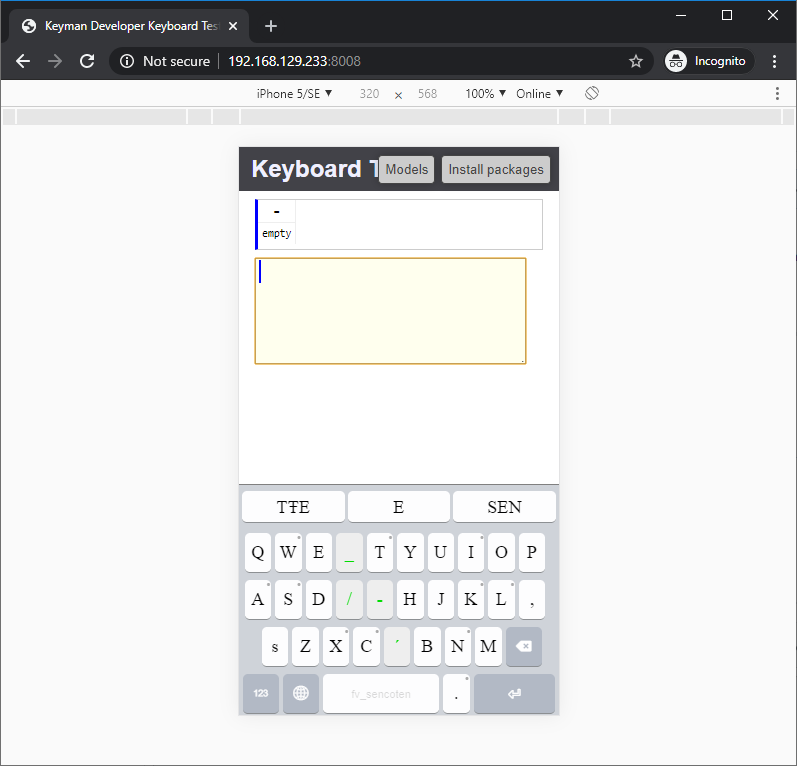 Keyman Developer Keyboard Tes
Not secure 192.168.129.233:8008 Incognito
iPhone 5/SE ▼ 320 × 568 100% ▼ Online ▼
Keyboard T Models Install packages
-
empty
TŦE E SEN
Q W E _ T Y U I O P
A S D / - H J K L ,
s Z X C ´ B N M
123 fv_sencoten .